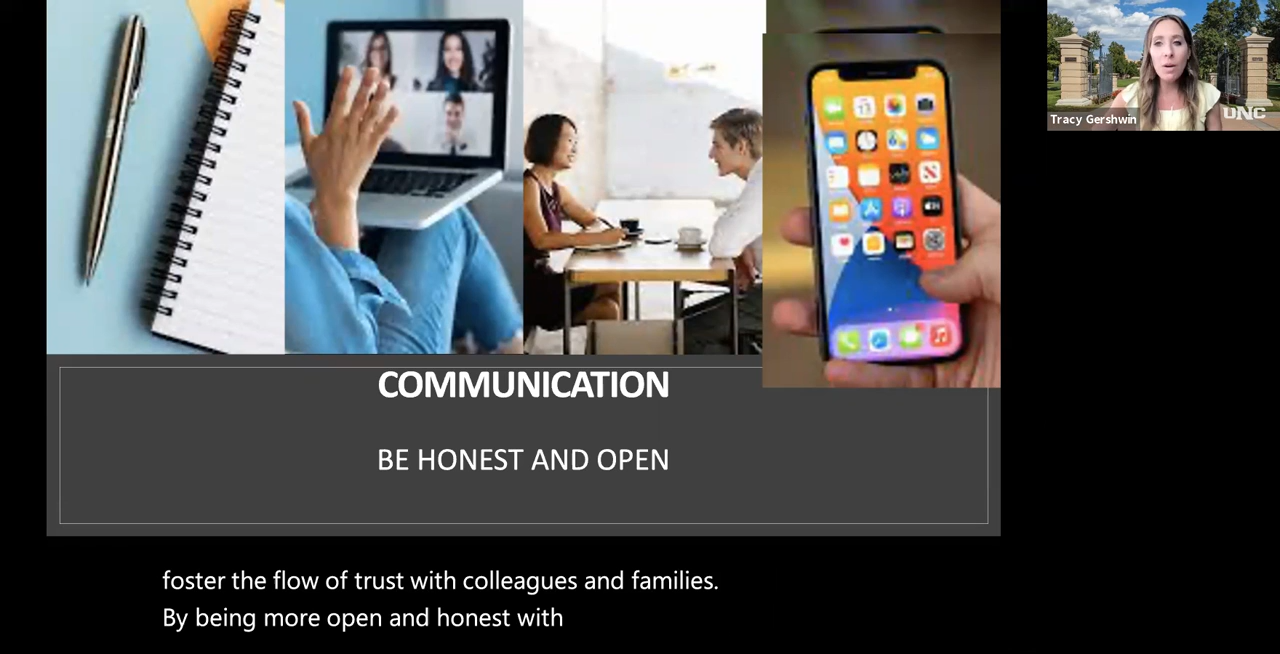 Tracy Gershwin
UNC
COMMUNICATION
BE HONEST AND OPEN
foster the flow of trust with colleagues and families.
By being more open and honest with